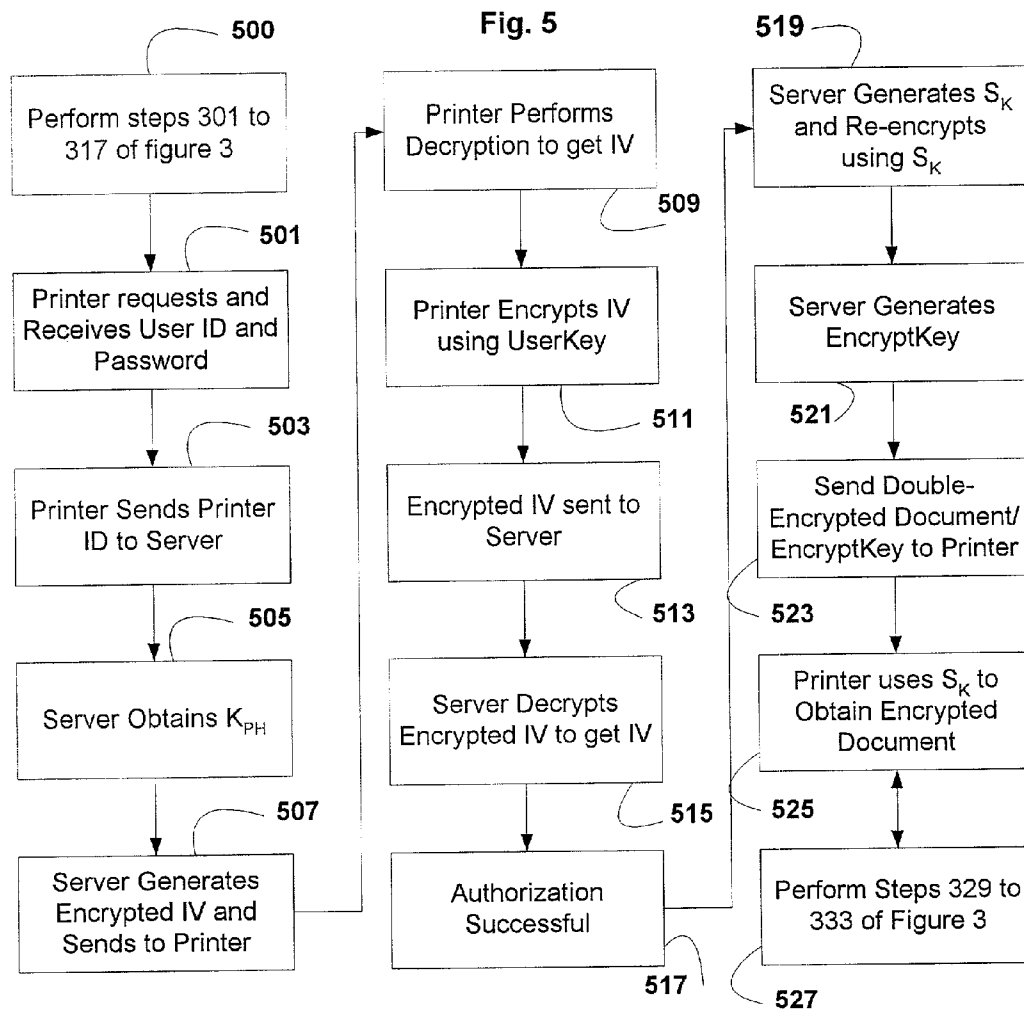 Fig. 5
500
Perform steps 301 to
317 of figure 3
501
Printer requests and
Receives User ID and
Password
503
Printer Sends Printer
ID to Server
505
Server Obtains K_PH
507
Server Generates
Encrypted IV and
Sends to Printer
Printer Performs
Decryption to get IV
509
Printer Encrypts IV
using UserKey
511
Encrypted IV sent to
Server
513
Server Decrypts
Encrypted IV to get IV
515
Authorization
Successful
517
519
Server Generates S_K
and Re-encrypts
using S_K
Server Generates
EncryptKey
521
Send Double-
Encrypted Document/
EncryptKey to Printer
523
Printer uses S_K to
Obtain Encrypted
Document
525
Perform Steps 329 to
333 of Figure 3
527